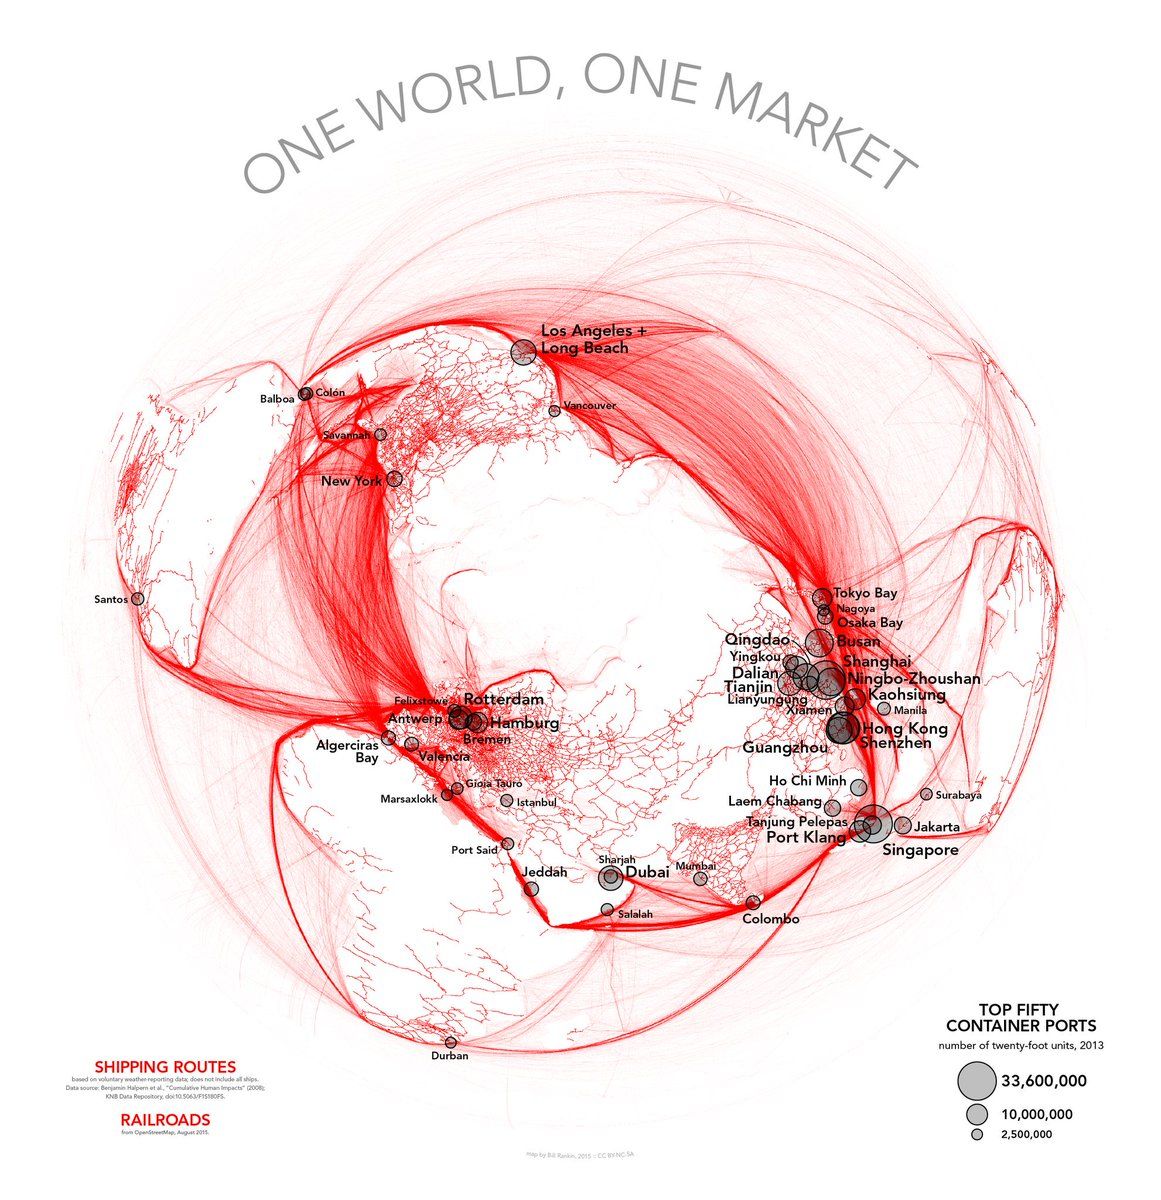 ONE WORLD, ONE MARKET
Los Angeles +
Long Beach
Balboa
Colón
Vancouver
Savannah
New York
Santos
Tokyo Bay
Nagoya
Osaka Bay
Qingdao
Busan
Yingkou
Shanghai
Dalian
Ningbo-Zhoushan
Tianjin
Kaohsiung
Lianyungung
Xiamen
Manila
Hong Kong
Shenzhen
Guangzhou
Felixstowe
Rotterdam
Antwerp
Hamburg
Bremen
Algerciras
Bay
Valencia
Gioia Tauro
Marsaxlokk
Istanbul
Port Said
Ho Chi Minh
Laem Chabang
Surabaya
Tanjung Pelepas
Jakarta
Port Klang
Singapore
Jeddah
Sharjah
Dubai
Mumbai
Salalah
Colombo
Durban
SHIPPING ROUTES
based on voluntary weather-reporting data; does not include all ships.
Data source: Benjamin Halpern et al., "Cumulative Human Impacts" (2008);
KNB Data Repository, doi:10.5063/F15180FS.
RAILROADS
from OpenStreetMap, August 2015.
TOP FIFTY
CONTAINER PORTS
number of twenty-foot units, 2013
33,600,000
10,000,000
2,500,000
map by Bill Rankin, 2015 :: CC BY-NC-SA